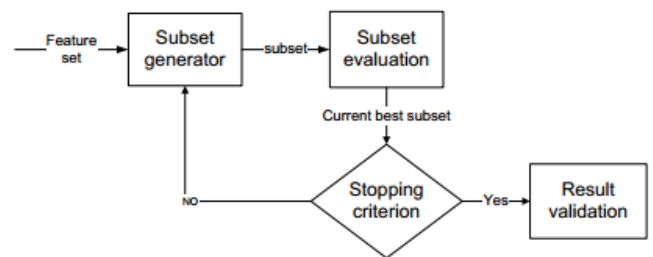 Feature
set
Subset
generator
subset
Subset
evaluation
Current best subset
Stopping
criterion
NO
Yes
Result
validation